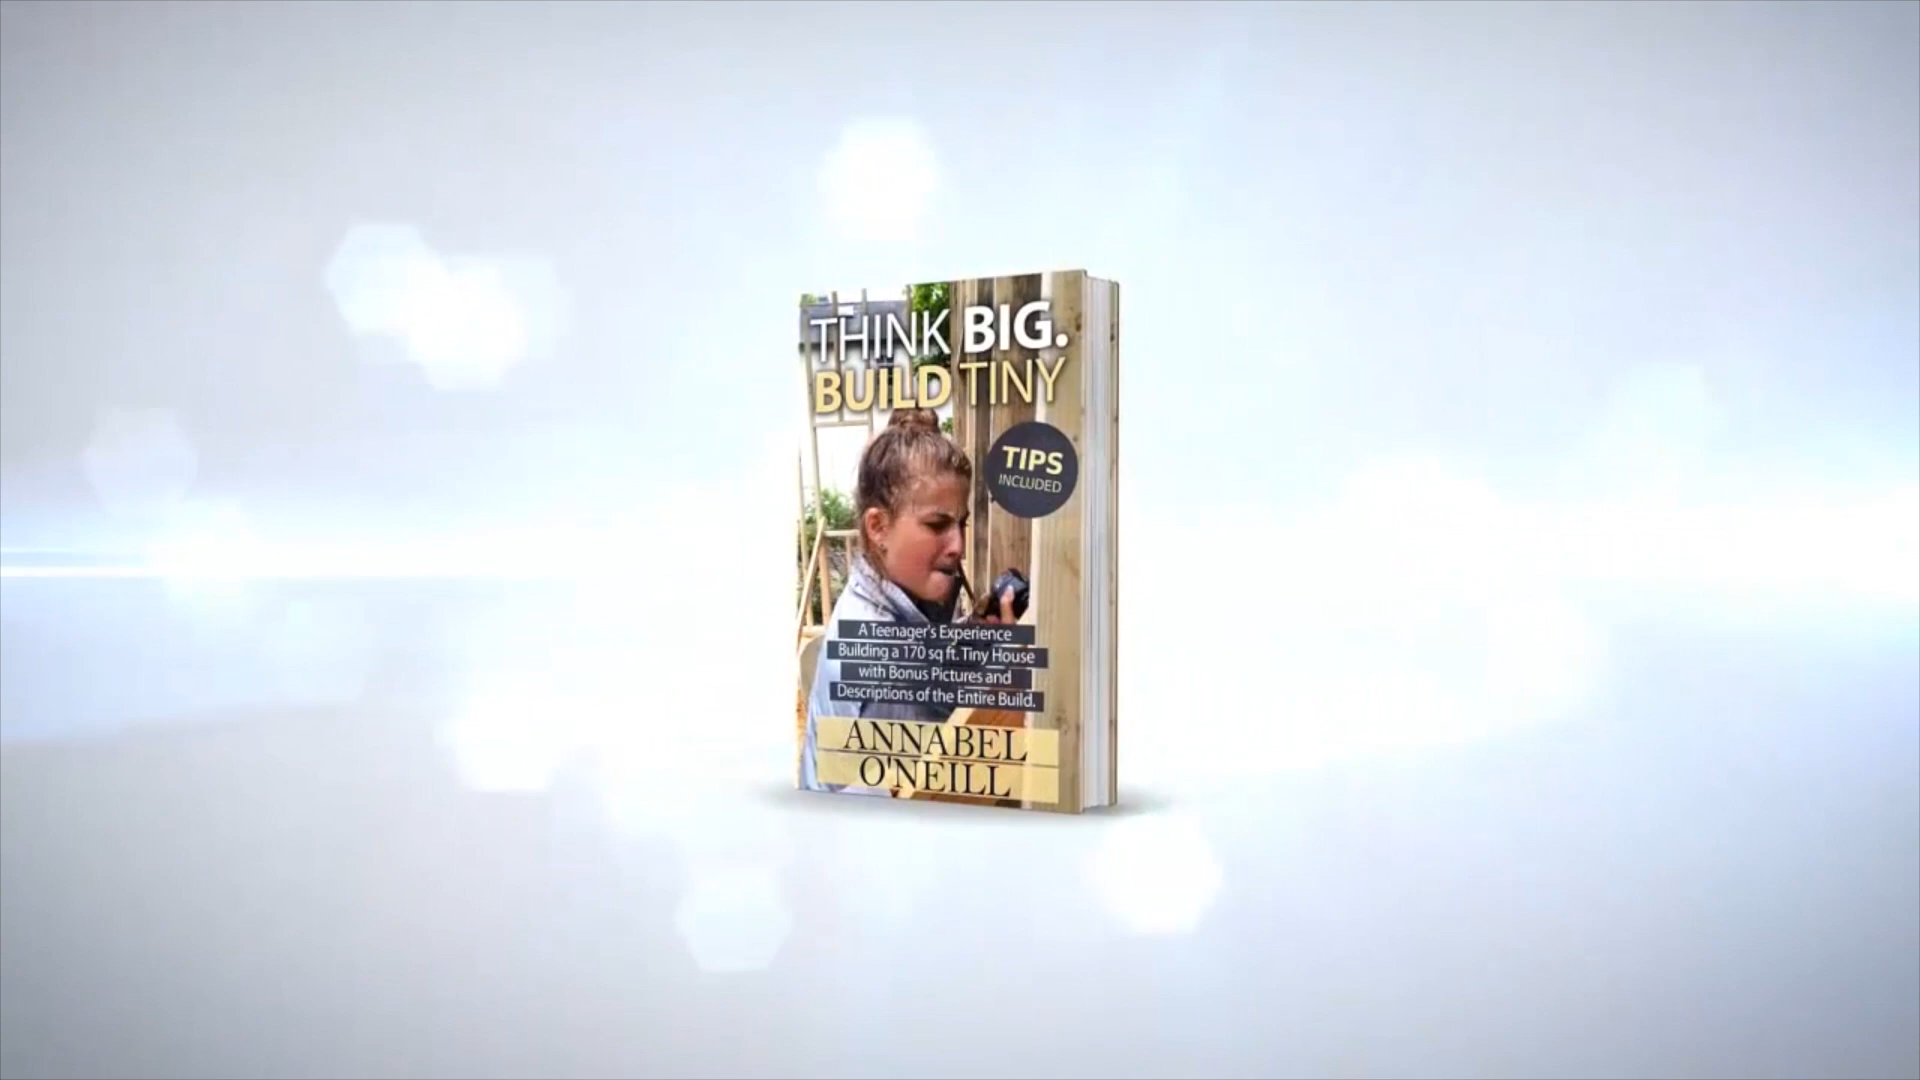 THINK BIG.
BUILD TINY
TIPS
INCLUDED
A Teenager's Experience
Building a 170 sq ft. Tiny House
with Bonus Pictures and
Descriptions of the Entire Build.
ANNABEL
O'NEILL